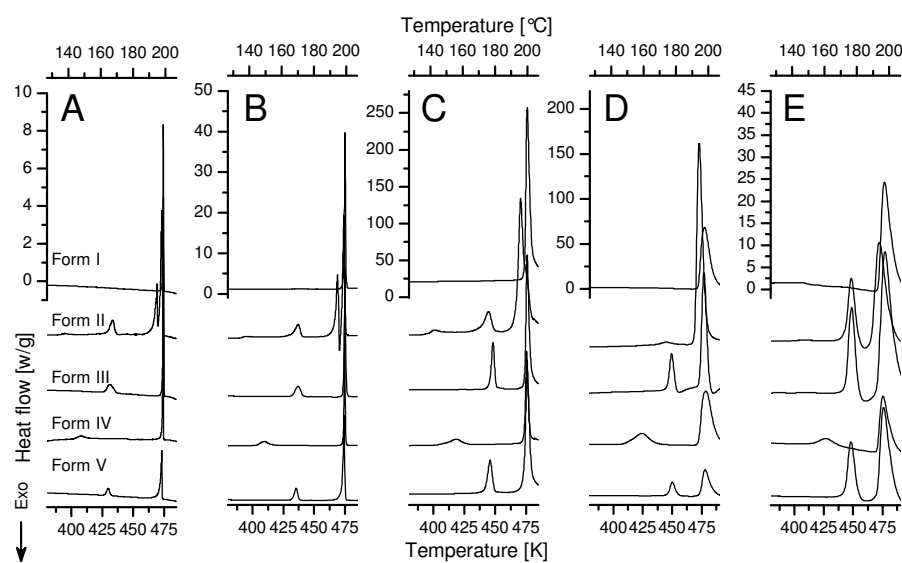 Temperature [°C]
140 160 180 200
140 160 180 200
140 160 180 200
140 160 180 200
140 160 180 200
A
B
C
D
E
10
8
6
4
2
0
50
40
30
20
10
0
250
200
150
100
50
0
200
150
100
50
0
45
40
35
30
25
20
15
10
5
0
Form I
Form II
Form III
Form IV
Form V
Heat flow [w/g]
Exo
400 425 450 475
400 425 450 475
400 425 450 475
400 425 450 475
400 425 450 475
Temperature [K]